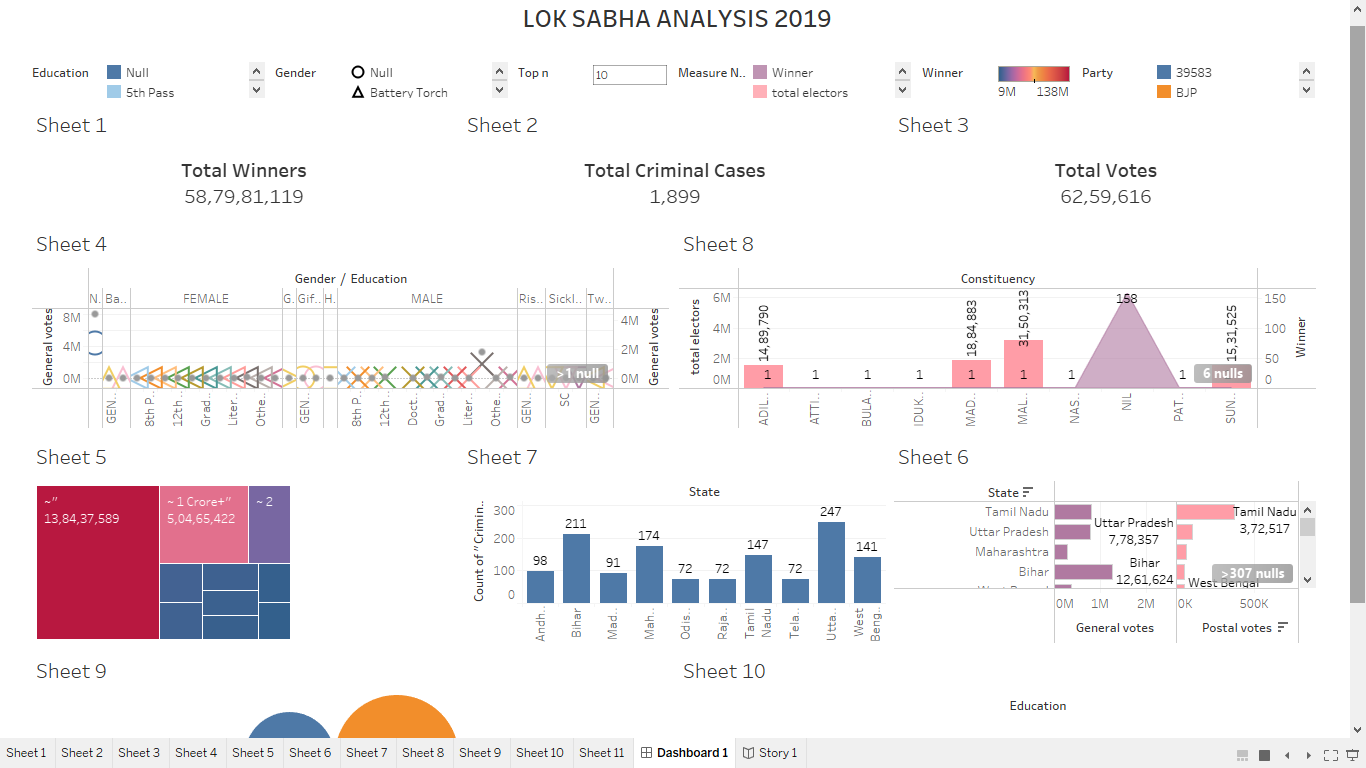 LOK SABHA ANALYSIS 2019
Education
Null
5th Pass
Gender
Null
Battery Torch
Top n
10
Measure N..
Winner
total electors
Winner
9M
138M
Party
39583
BJP
Sheet 1
Sheet 2
Sheet 3
Total Winners
58,79,81,119
Total Criminal Cases
1,899
Total Votes
62,59,616
Sheet 4
Gender / Education
N.. Ba.. FEMALE G. Gif.. H. MALE Ris.. Sickl.. Tw..
General votes
8M
4M
0M
4M
2M
0M
General votes
>1 null
GEN..
8th P..
12th ..
Grad..
Liter..
Othe..
GEN..
8th P..
12th ..
Doct..
Grad..
Liter..
Othe..
GEN..
SC
GEN..
Sheet 8
Constituency
total electors
6M
4M
2M
0M
14,89,790
18,84,883
31,50,313
158
15,31,525
1 1 1 1 1 1 1 1
6 nulls
150
100
50
0
Winner
ADIL..
ATTI..
BULA..
IDUK..
MAD..
MAL..
NAS..
NIL
PAT..
SUN..
Sheet 5
~"
13,84,37,589
~ 1 Crore+"
5,04,65,422
~ 2
Sheet 7
State
Count of "Crimin..
300
200
100
0
98
211
91
174
72
72
147
72
247
141
Andh..
Bihar
Mad..
Mah..
Odis..
Raja..
Tamil Nadu
Tela..
Utta..
West Beng..
Sheet 6
State
Tamil Nadu
Uttar Pradesh
Maharashtra
Bihar
Uttar Pradesh
7,78,357
Bihar
12,61,624
Tamil Nadu
3,72,517
West Bengal
>307 nulls
0M 1M 2M
0K 500K
General votes
Postal votes
Sheet 9
Sheet 10
Education
Sheet 1 Sheet 2 Sheet 3 Sheet 4 Sheet 5 Sheet 6 Sheet 7 Sheet 8 Sheet 9 Sheet 10 Sheet 11 Dashboard 1 Story 1